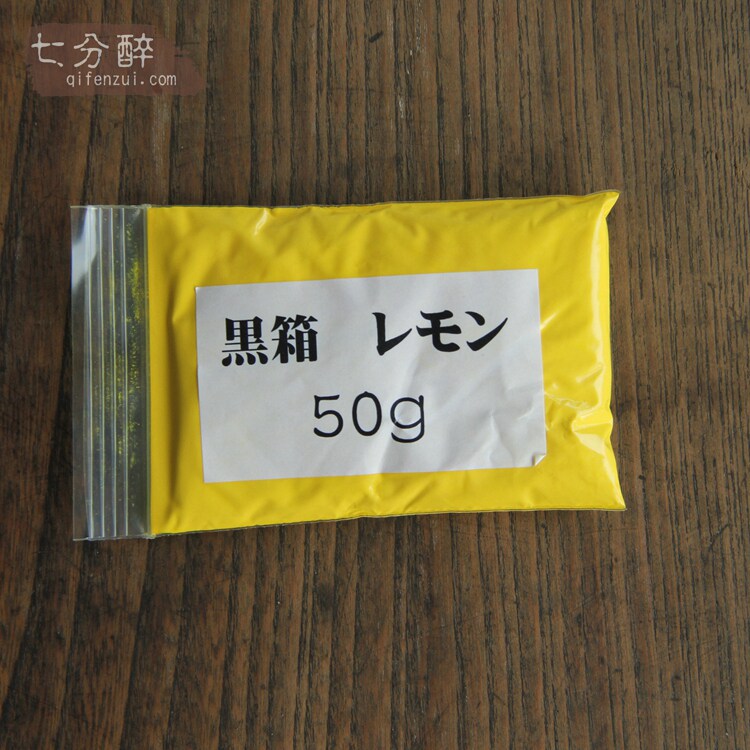 七分醉
qifenzui.com
黒箱　レモン
50g